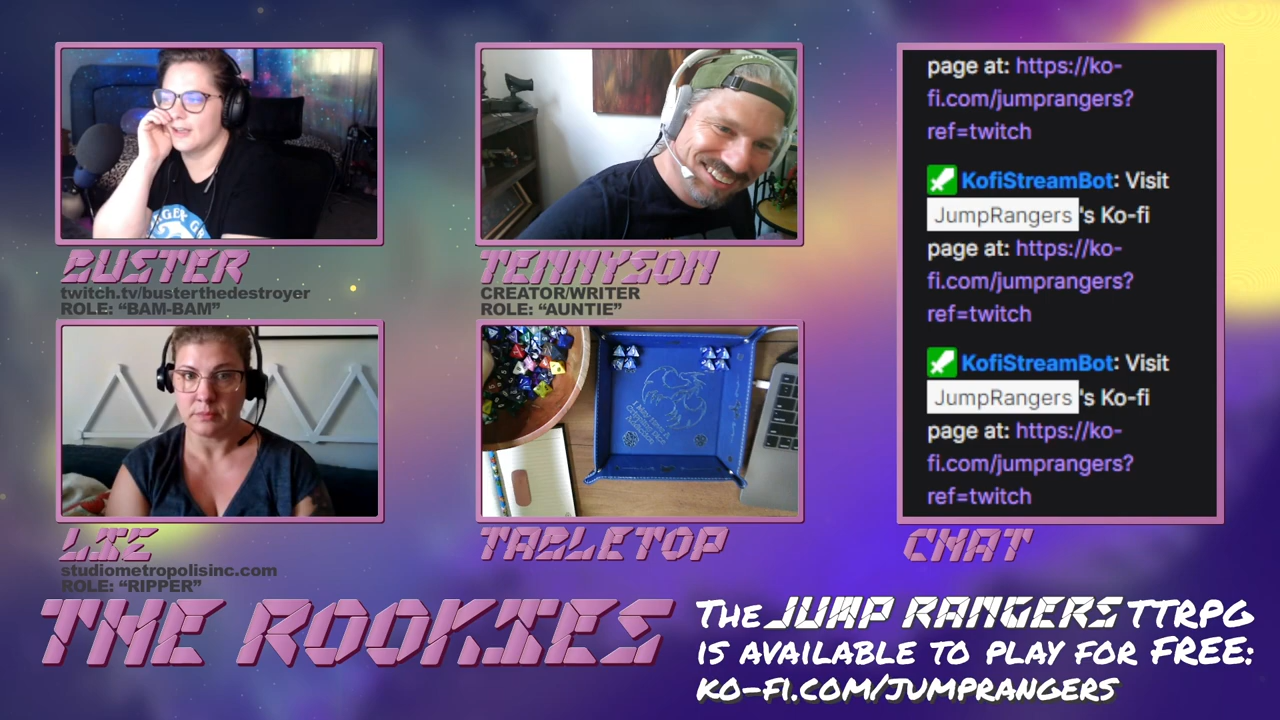 page at: https://ko-
fi.com/jumprangers?
ref=twitch
KofiStreamBot: Visit
JumpRangers's Ko-fi
page at: https://ko-
fi.com/jumprangers?
ref=twitch
KofiStreamBot: Visit
JumpRangers's Ko-fi
page at: https://ko-
fi.com/jumprangers?
ref=twitch
CHAT
BUSTER
twitch.tv/busterthedestroyer
ROLE: “BAM-BAM”
TENNYSON
CREATOR/WRITER
ROLE: “AUNTIE”
LIZ
studiometropolisinc.com
ROLE: “RIPPER”
TABLETOP
THE ROOKIES
THE JUMP RANGERS TTRPG
IS AVAILABLE TO PLAY FOR FREE:
KO-FI.COM/JUMPRANGERS